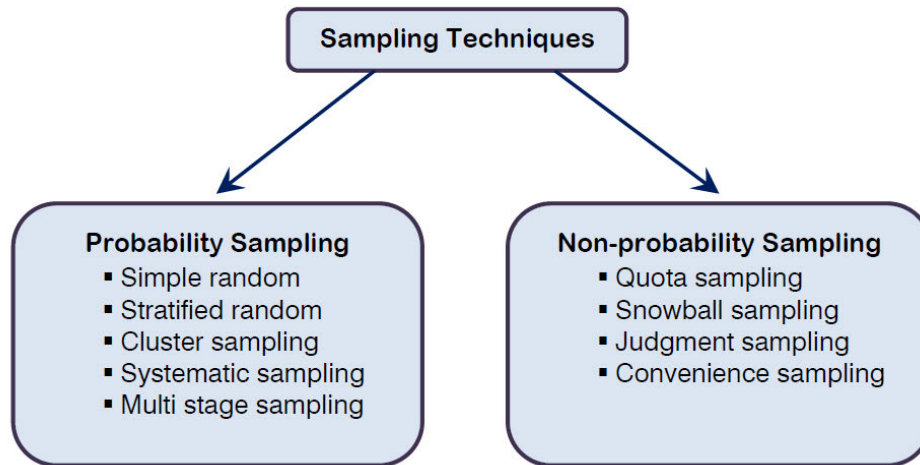 Sampling Techniques
Probability Sampling
▪ Simple random
▪ Stratified random
▪ Cluster sampling
▪ Systematic sampling
▪ Multi stage sampling
Non-probability Sampling
▪ Quota sampling
▪ Snowball sampling
▪ Judgment sampling
▪ Convenience sampling